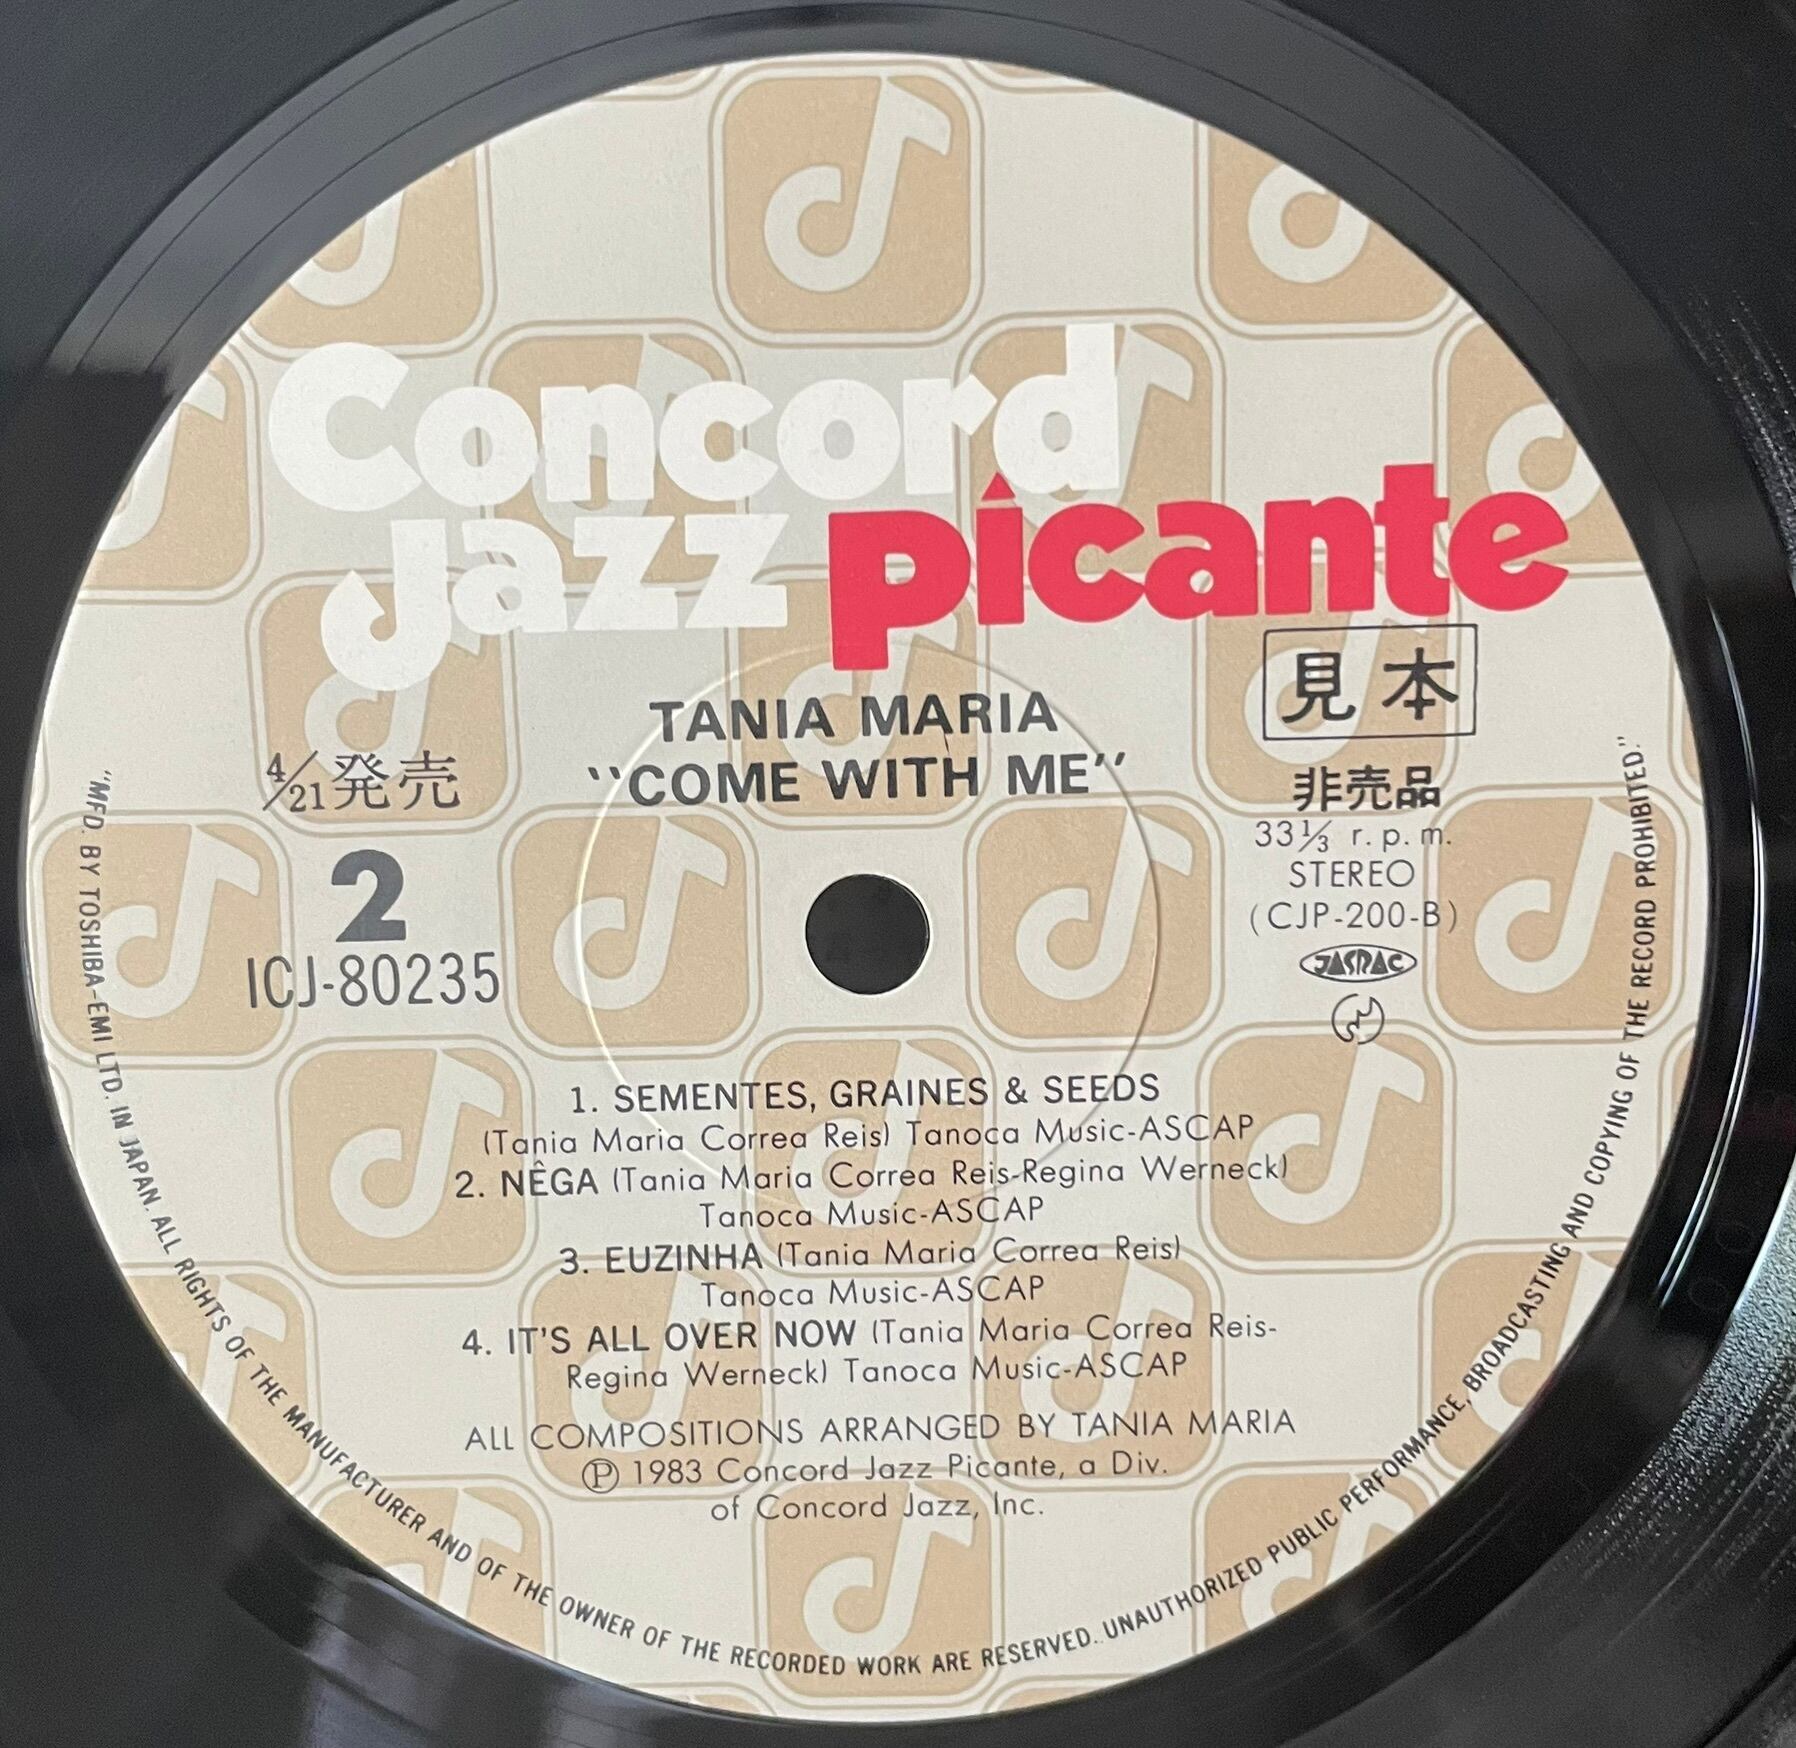 Concord
Jazz picante
見本
TANIA MARIA
"COME WITH ME"
4/21発売
非売品
33⅓ r.p.m.
STEREO
(CJP-200-B)
JASRAC
2
ICJ-80235
1. SEMENTES, GRAINES & SEEDS
(Tania Maria Correa Reis) Tanoca Music-ASCAP
2. NÊGA (Tania Maria Correa Reis-Regina Werneck)
Tanoca Music-ASCAP
3. EUZINHA (Tania Maria Correa Reis)
Tanoca Music-ASCAP
4. IT'S ALL OVER NOW (Tania Maria Correa Reis-
Regina Werneck) Tanoca Music-ASCAP
ALL COMPOSITIONS ARRANGED BY TANIA MARIA
Ⓟ 1983 Concord Jazz Picante, a Div.
of Concord Jazz, Inc.
"MFD. BY TOSHIBA-EMI LTD. IN JAPAN. ALL RIGHTS OF THE MANUFACTURER AND OF THE OWNER OF THE RECORDED WORK ARE RESERVED. UNAUTHORIZED PUBLIC PERFORMANCE, BROADCASTING AND COPYING OF THE RECORD PROHIBITED."